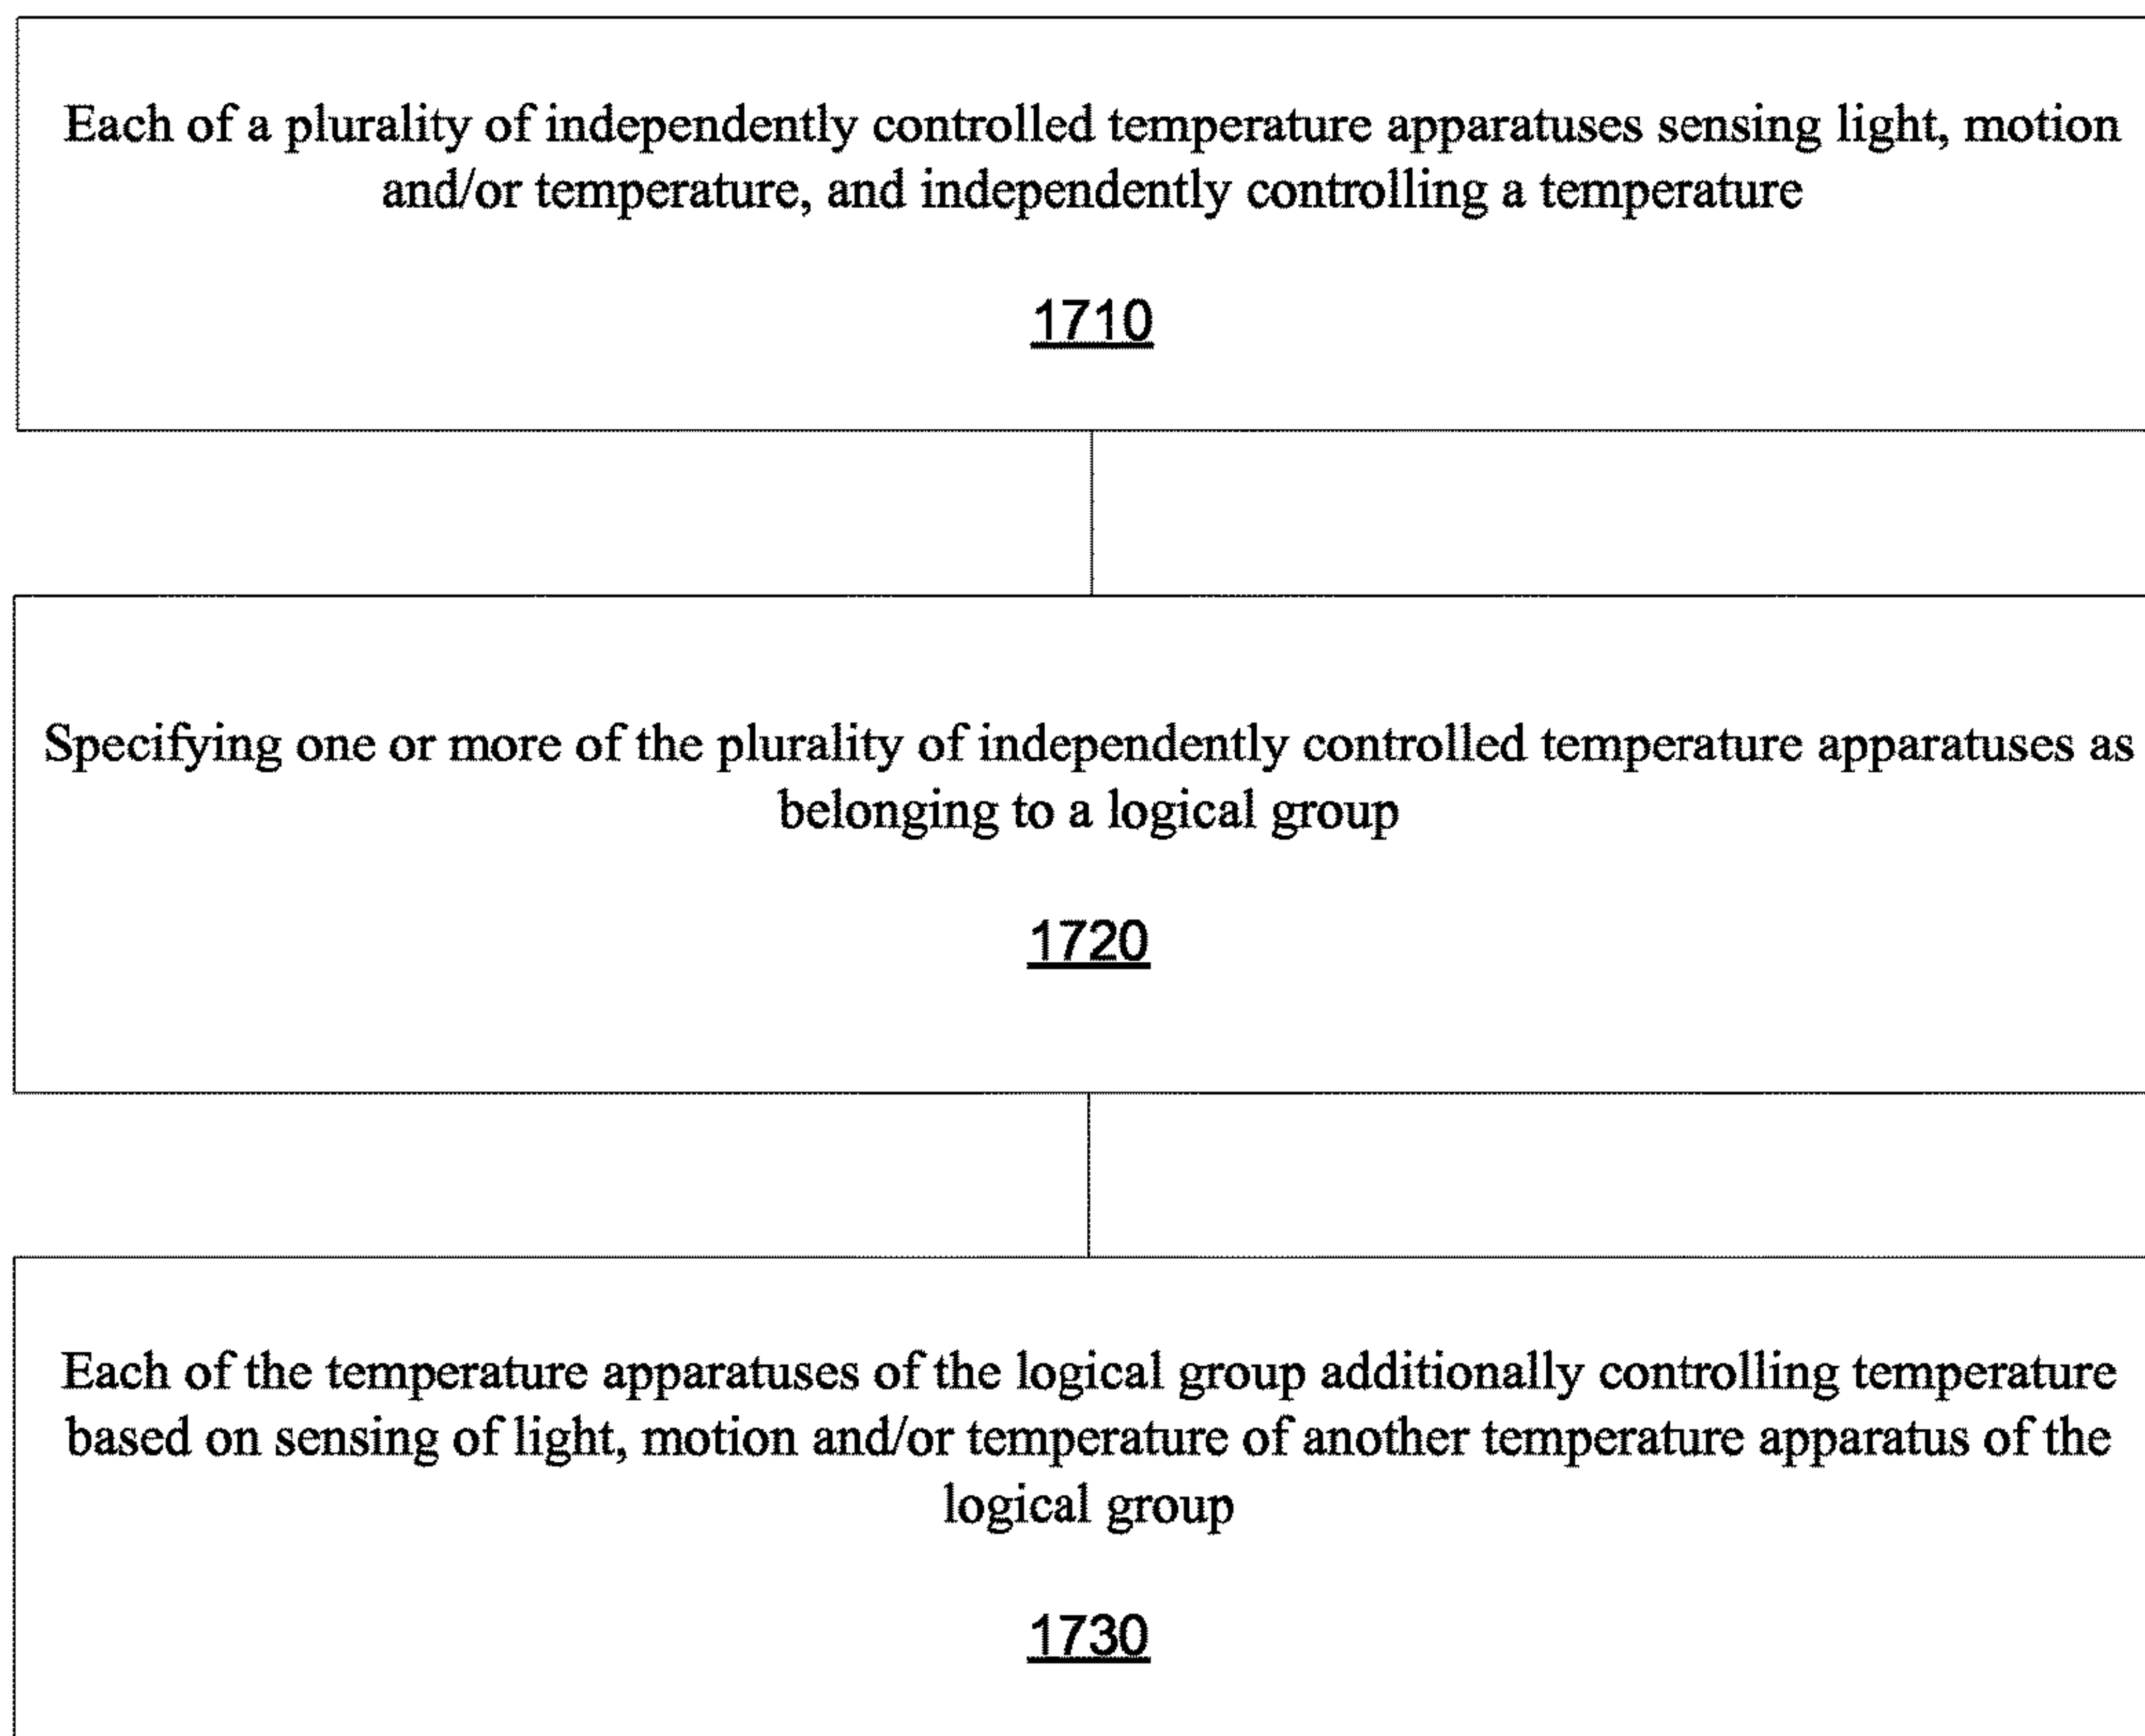 Each of a plurality of independently controlled temperature apparatuses sensing light, motion
and/or temperature, and independently controlling a temperature
1710
Specifying one or more of the plurality of independently controlled temperature apparatuses as
belonging to a logical group
1720
Each of the temperature apparatuses of the logical group additionally controlling temperature
based on sensing of light, motion and/or temperature of another temperature apparatus of the
logical group
1730